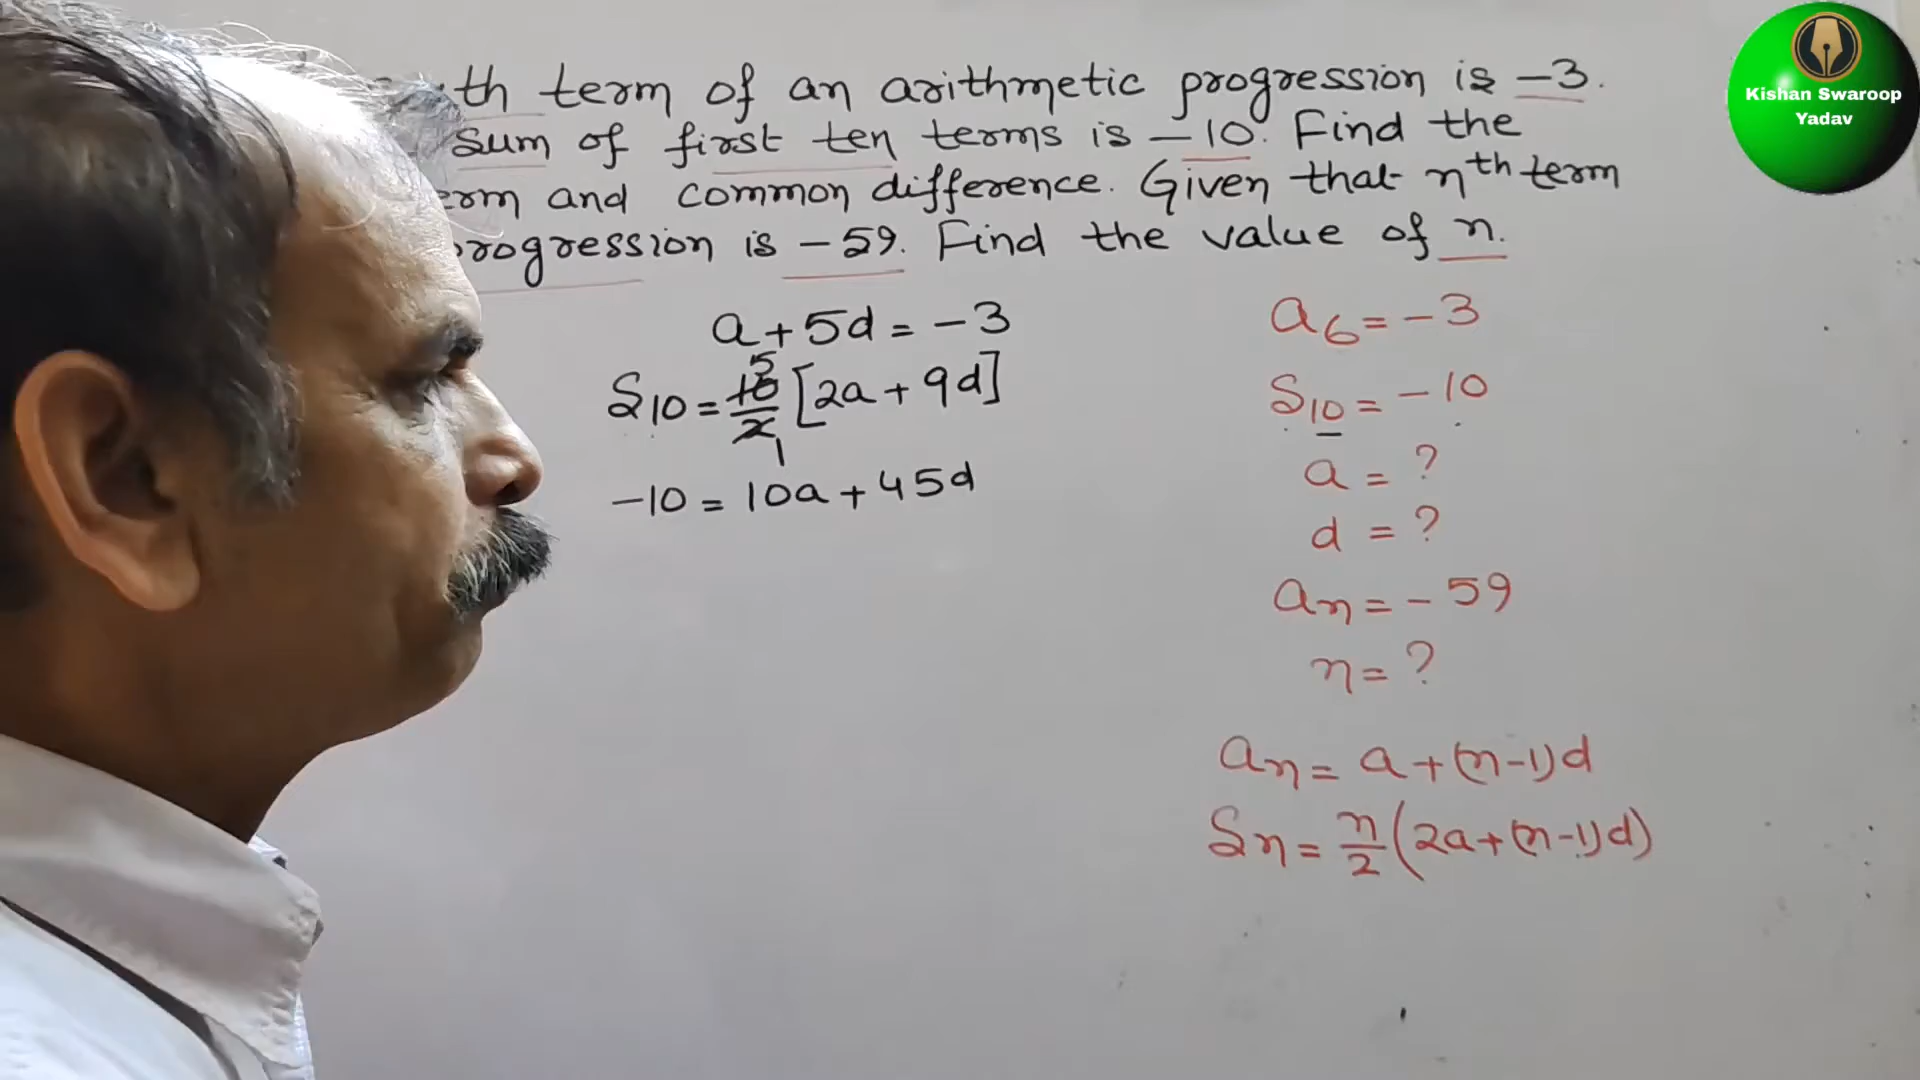 th term of an arithmetic progression is -3.
sum of first ten terms is -10. Find the
and common difference. Given that nth term
is -59. Find the value of n.
a + 5d = -3
S10 = 10/2 [2a + 9d]
5
1
-10 = 10a + 45d
a6 = -3
S10 = -10
a = ?
d = ?
an = -59
n = ?
an = a + (n-1)d
Sn = n/2 (2a + (n-1)d)
Kishan Swaroop
Yadav